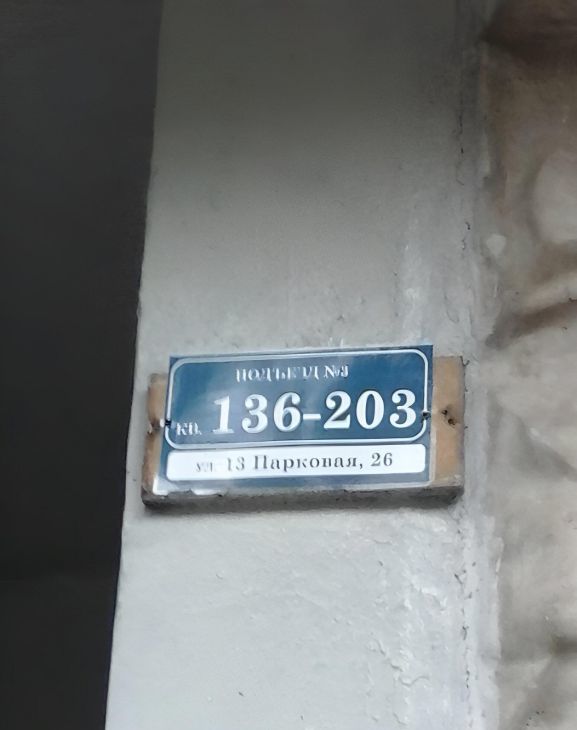 ПОДЪЕЗД №3
КВ. 136-203
ул. 13 Парковая, 26